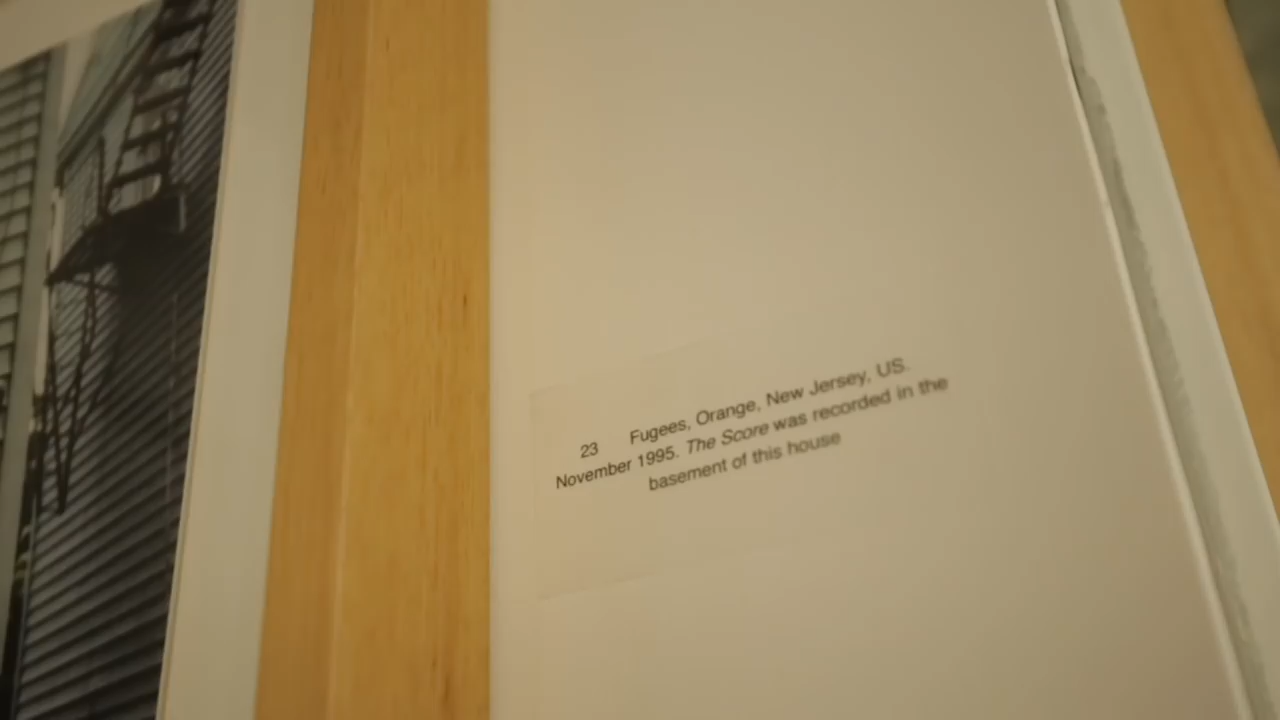 23 Fugees, Orange, New Jersey, US.
November 1995. The Score was recorded in the
basement of this house